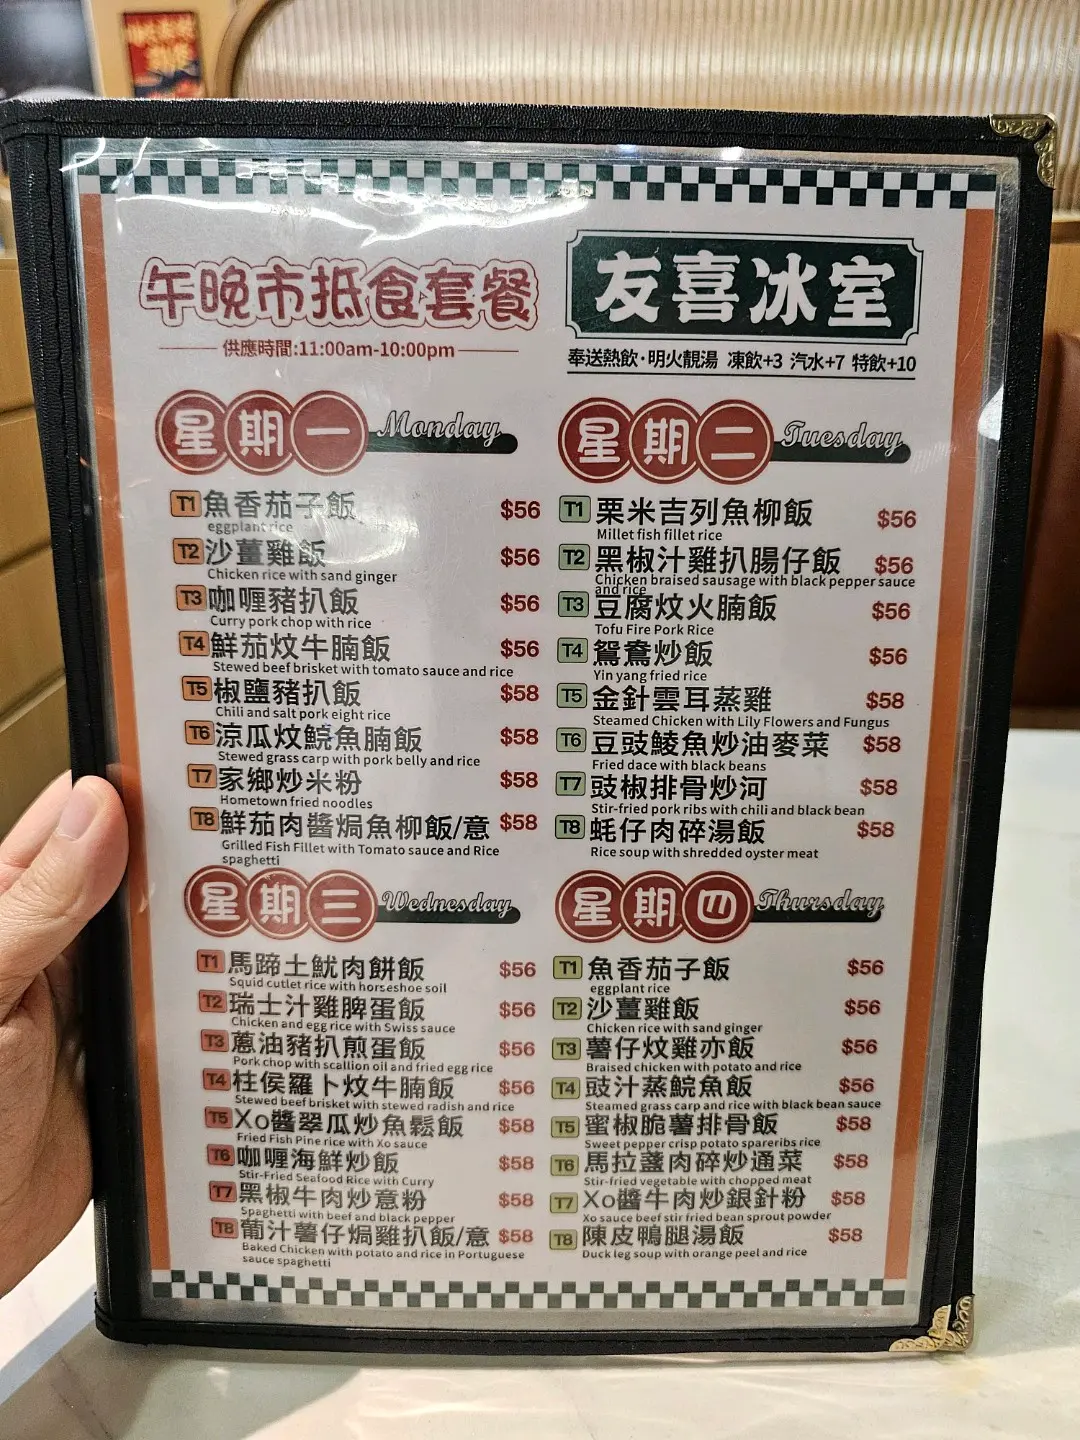 午晚市抵食套餐
供應時間:11:00am-10:00pm
友喜冰室
奉送熱飲·明火靚湯 凍飲+3 汽水+7 特飲+10
星期一 Monday
T1 魚香茄子飯 $56
eggplant rice
T2 沙薑雞飯 $56
Chicken rice with sand ginger
T3 咖喱豬扒飯 $56
Curry pork chop with rice
T4 鮮茄炆牛腩飯 $56
Stewed beef brisket with tomato sauce and rice
T5 椒鹽豬扒飯 $58
Chili and salt pork eight rice
T6 涼瓜炆鯇魚腩飯 $58
Stewed grass carp with pork belly and rice
T7 家鄉炒米粉 $58
Hometown fried noodles
T8 鮮茄肉醬焗魚柳飯/意 $58
Grilled Fish Fillet with Tomato sauce and Rice
spaghetti
星期二 Tuesday
T1 栗米吉列魚柳飯 $56
Millet fish fillet rice
T2 黑椒汁雞扒腸仔飯 $56
Chicken braised sausage with black pepper sauce
and rice
T3 豆腐炆火腩飯 $56
Tofu Fire Pork Rice
T4 鴛鴦炒飯 $56
Yin yang fried rice
T5 金針雲耳蒸雞 $58
Steamed Chicken with Lily Flowers and Fungus
T6 豆豉鯪魚炒油麥菜 $58
Fried dace with black beans
T7 豉椒排骨炒河 $58
Stir-fried pork ribs with chili and black bean
T8 蚝仔肉碎湯飯 $58
Rice soup with shredded oyster meat
星期三 Wednesday
T1 馬蹄土魷肉餅飯 $56
Squid cutlet rice with horseshoe soil
T2 瑞士汁雞脾蛋飯 $56
Chicken and egg rice with Swiss sauce
T3 蔥油豬扒煎蛋飯 $56
Pork chop with scallion oil and fried egg rice
T4 柱侯羅卜炆牛腩飯 $56
Stewed beef brisket with stewed radish and rice
T5 Xo醬翠瓜炒魚鬆飯 $58
Fried Fish Pine rice with Xo sauce
T6 咖喱海鮮炒飯 $58
Stir-Fried Seafood Rice with Curry
T7 黑椒牛肉炒意粉 $58
Spaghetti with beef and black pepper
T8 葡汁薯仔焗雞扒飯/意 $58
Baked Chicken with potato and rice in Portuguese
sauce spaghetti
星期四 Thursday
T1 魚香茄子飯 $56
eggplant rice
T2 沙薑雞飯 $56
Chicken rice with sand ginger
T3 薯仔炆雞亦飯 $56
Braised chicken with potato and rice
T4 豉汁蒸鯇魚飯 $56
Steamed grass carp and rice with black bean sauce
T5 蜜椒脆薯排骨飯 $58
Sweet pepper crisp potato spareribs rice
T6 馬拉盞肉碎炒通菜 $58
Stir-fried vegetable with chopped meat
T7 Xo醬牛肉炒銀針粉 $58
Xo sauce beef stir fried bean sprout powder
T8 陳皮鴨腿湯飯 $58
Duck leg soup with orange peel and rice